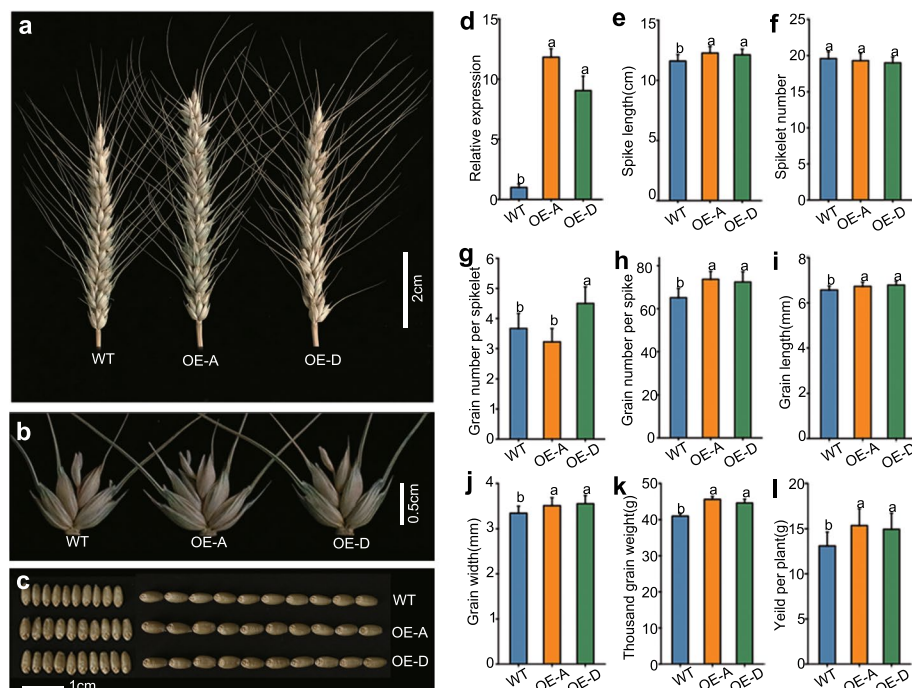 a
2cm
WT OE-A OE-D
b
0.5cm
WT OE-A OE-D
c
WT
OE-A
OE-D
1cm
d
Relative expression
15
10
5
0
b a a
WT OE-A OE-D
e
Spike length(cm)
15
10
5
0
b a a
WT OE-A OE-D
f
Spikelet number
25
20
15
10
5
0
a a a
WT OE-A OE-D
g
Grain number per spikelet
6
5
4
3
2
1
0
b b a
WT OE-A OE-D
h
Grain number per spike
80
60
40
20
0
b a a
WT OE-A OE-D
i
Grain length(mm)
8
6
4
2
0
b a a
WT OE-A OE-D
j
Grain width(mm)
4
3
2
1
0
b a a
WT OE-A OE-D
k
Thousand grain weight(g)
50
40
30
20
10
0
b a a
WT OE-A OE-D
l
Yeild per plant(g)
20
15
10
5
0
b a a
WT OE-A OE-D